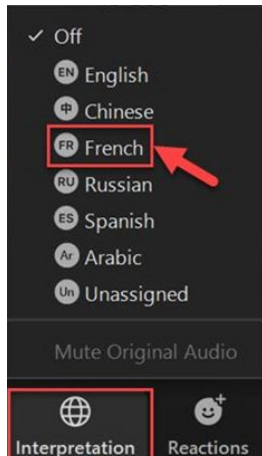 ✓ Off
EN English
中 Chinese
FR French
RU Russian
ES Spanish
Ar Arabic
Un Unassigned
Mute Original Audio
Interpretation Reactions